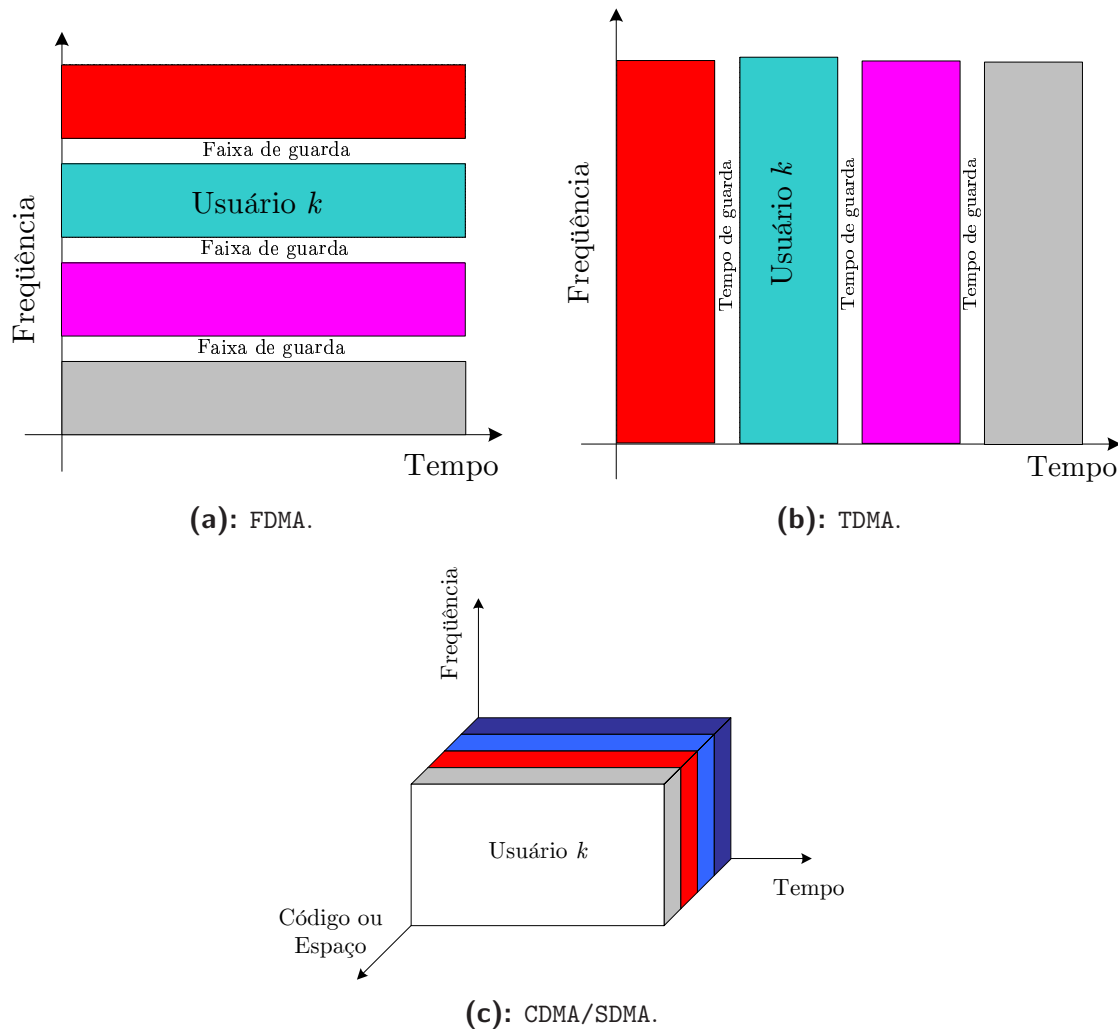 Freqüência
Faixa de guarda
Usuário k
Faixa de guarda
Faixa de guarda
Tempo
(a): FDMA.
Freqüência
Tempo de guarda
Usuário k
Tempo de guarda
Tempo de guarda
Tempo
(b): TDMA.
Freqüência
Usuário k
Tempo
Código ou
Espaço
(c): CDMA/SDMA.